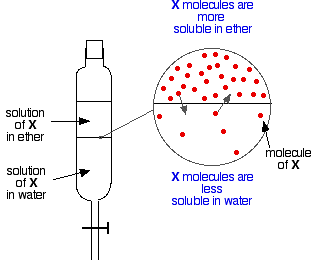 X molecules are
more
soluble in ether
solution
of X
in ether
solution
of X
in water
molecule
of X
X molecules are
less
soluble in water